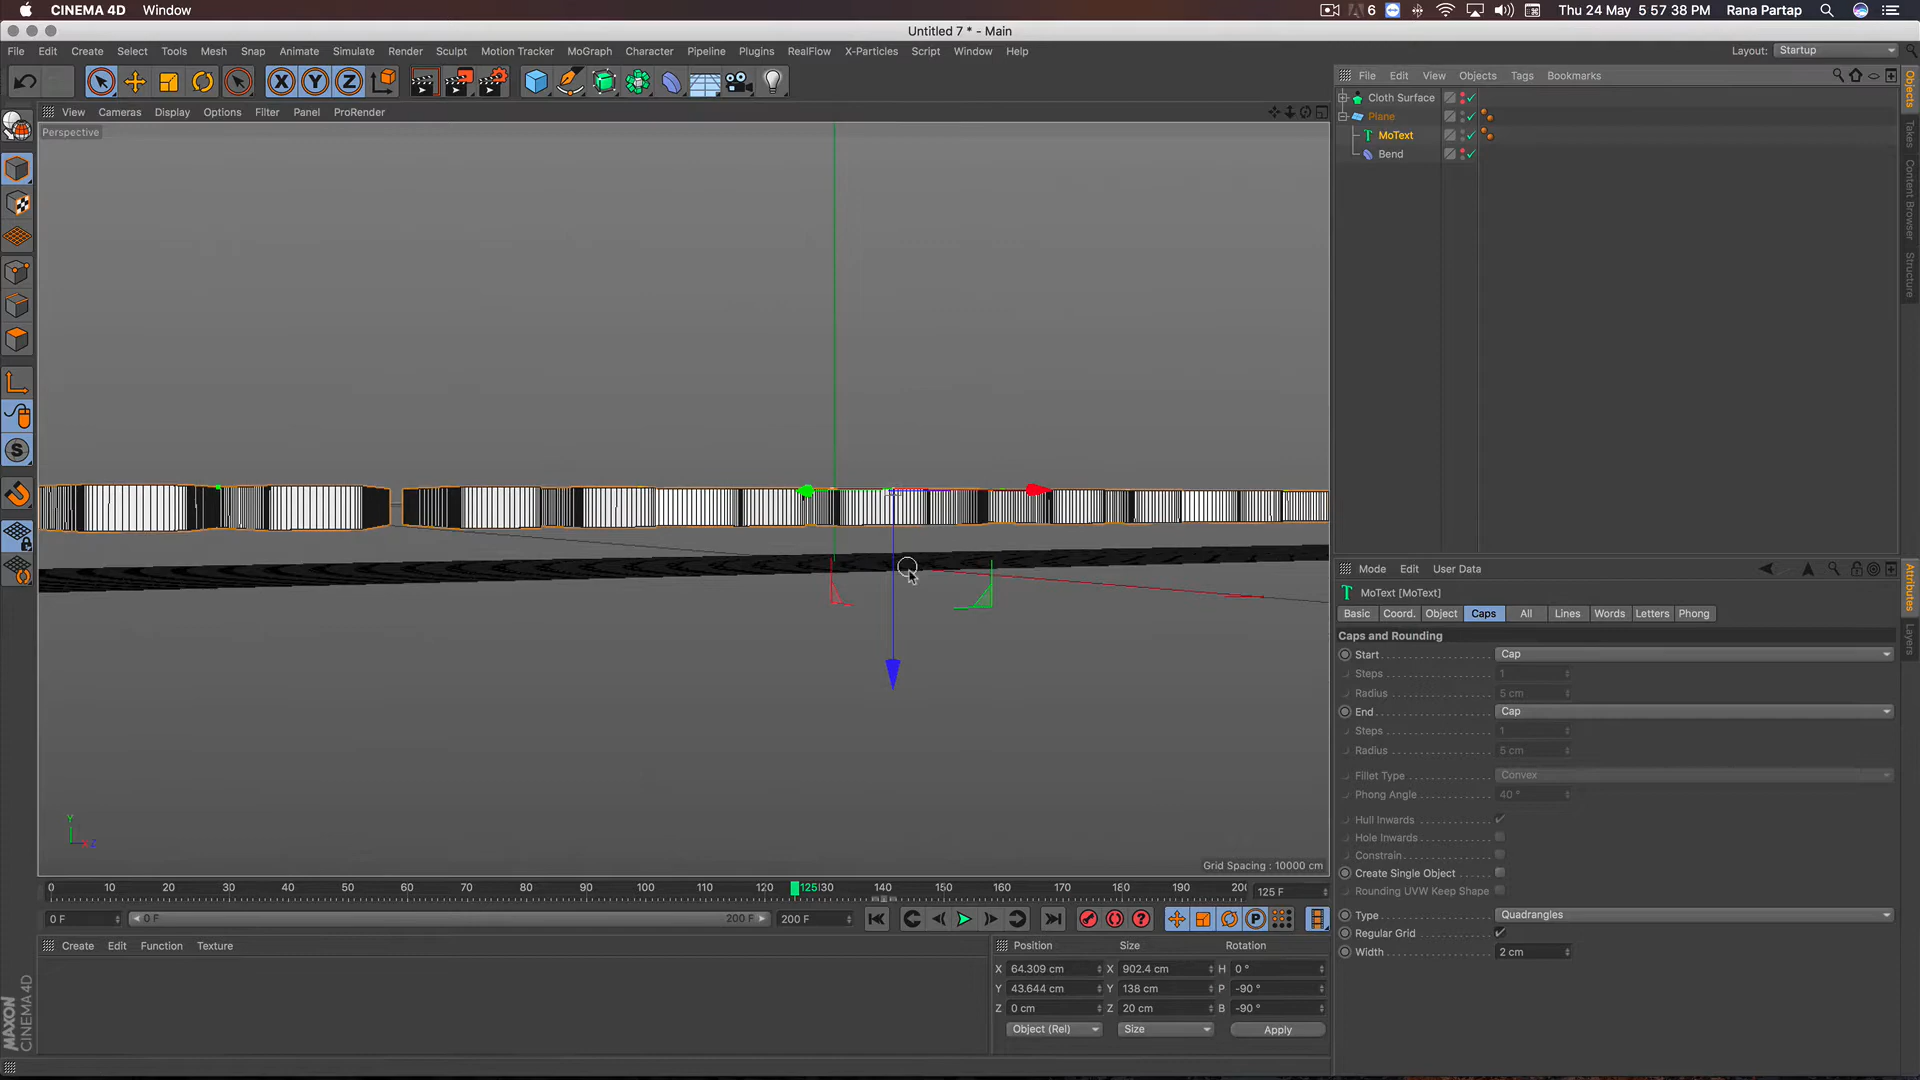 CINEMA 4D Window
6 Thu 24 May 5:57:38 PM Rana Partap
Untitled 7 * - Main
File Edit Create Select Tools Mesh Snap Animate Simulate Render Sculpt Motion Tracker MoGraph Character Pipeline Plugins RealFlow X-Particles Script Window Help
Layout: Startup
X Y Z
View Cameras Display Options Filter Panel ProRender
Perspective
File Edit View Objects Tags Bookmarks
Cloth Surface
Plane
MoText
Bend
Objects
Takes
Content Browser
Structure
Attributes
Layers
Mode Edit User Data
MoText [MoText]
Basic Coord. Object Caps All Lines Words Letters Phong
Caps and Rounding
Start Cap
Steps 1
Radius 5 cm
End Cap
Steps 1
Radius 5 cm
Fillet Type Convex
Phong Angle 40 °
Hull Inwards
Hole Inwards
Constrain
Create Single Object
Rounding UVW Keep Shape
Type Quadrangles
Regular Grid
Width 2 cm
Y
X Z
Grid Spacing : 10000 cm
0 10 20 30 40 50 60 70 80 90 100 110 120 125 130 140 150 160 170 180 190 200 125 F
0 F 0 F 200 F 200 F
Create Edit Function Texture
Position Size Rotation
X 64.309 cm X 902.4 cm H 0 °
Y 43.644 cm Y 138 cm P -90 °
Z 0 cm Z 20 cm B -90 °
Object (Rel) Size Apply
MAXON
CINEMA 4D